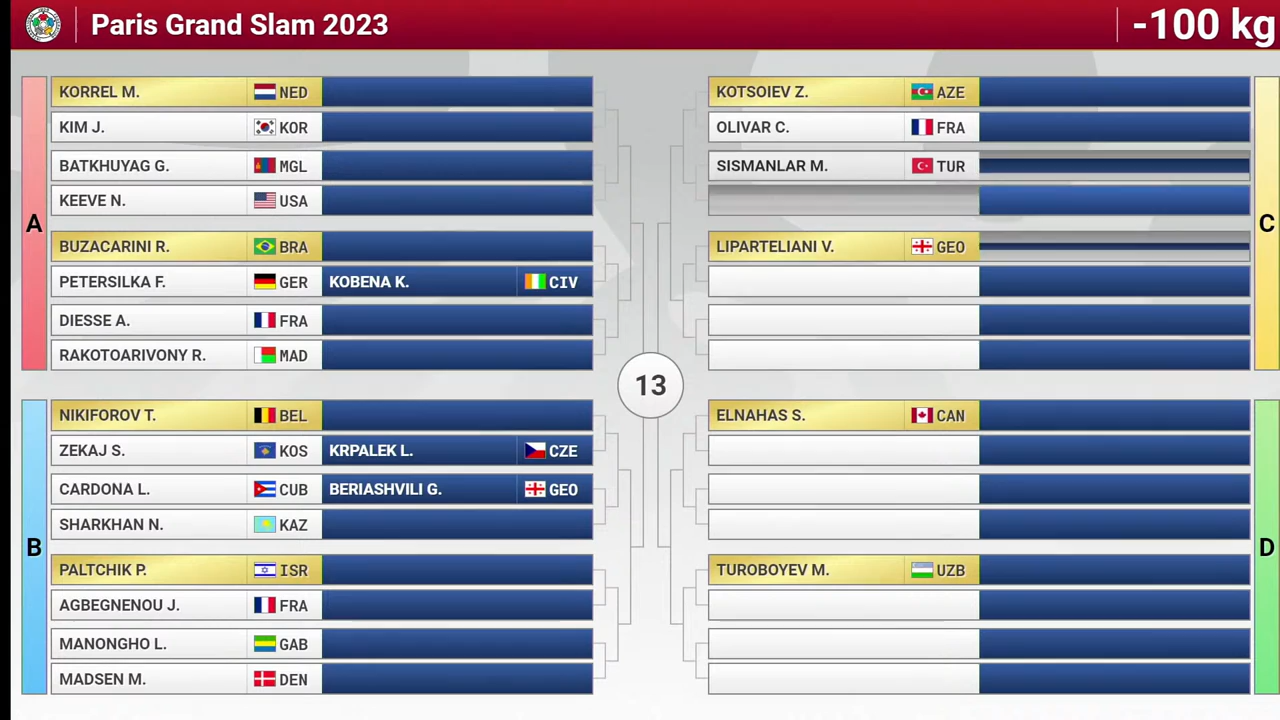 Paris Grand Slam 2023
-100 kg
A
KORREL M. NED
KIM J. KOR
BATKHUYAG G. MGL
KEEVE N. USA
BUZACARINI R. BRA
PETERSILKA F. GER KOBENA K. CIV
DIESSE A. FRA
RAKOTOARIVONY R. MAD
B
NIKIFOROV T. BEL
ZEKAJ S. KOS KRPALEK L. CZE
CARDONA L. CUB BERIASHVILI G. GEO
SHARKHAN N. KAZ
PALTCHIK P. ISR
AGBEGNENOU J. FRA
MANONGHO L. GAB
MADSEN M. DEN
13
KOTSOIEV Z. AZE
OLIVAR C. FRA
SISMANLAR M. TUR
LIPARTELIANI V. GEO
C
ELNAHAS S. CAN
TUROBOYEV M. UZB
D